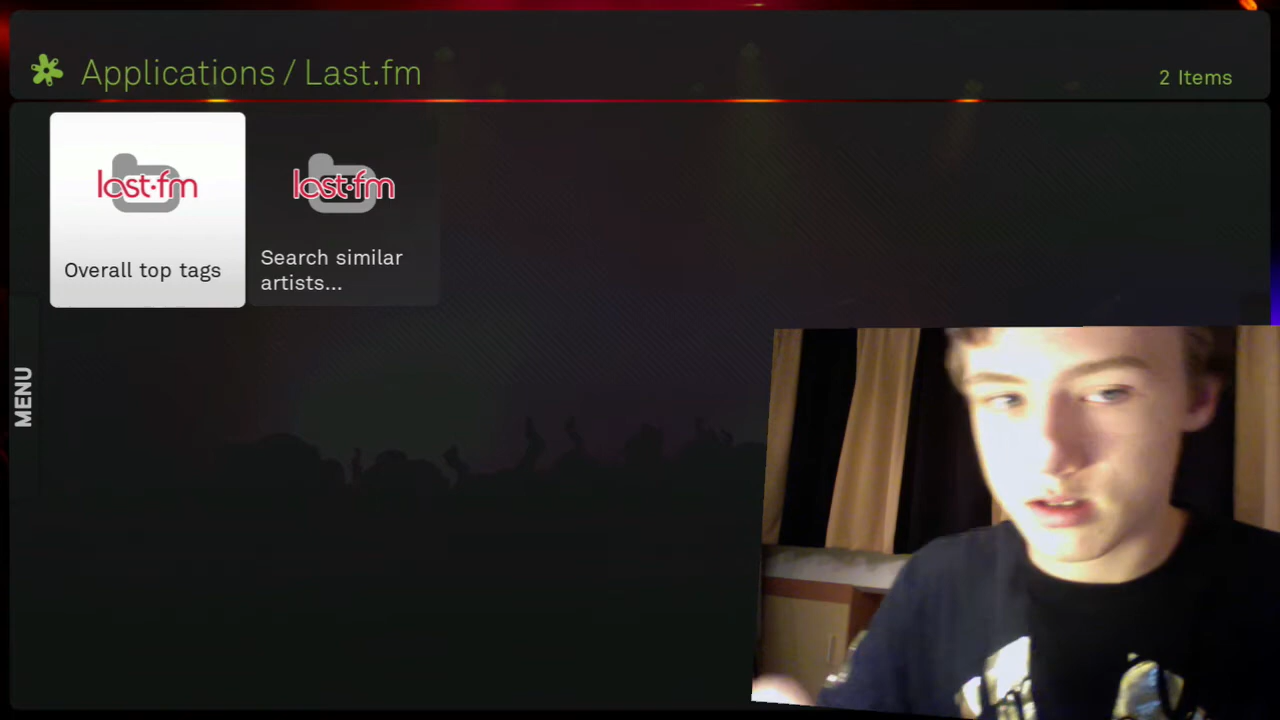 Applications / Last.fm
2 Items
last.fm
Overall top tags
last.fm
Search similar
artists...
MENU